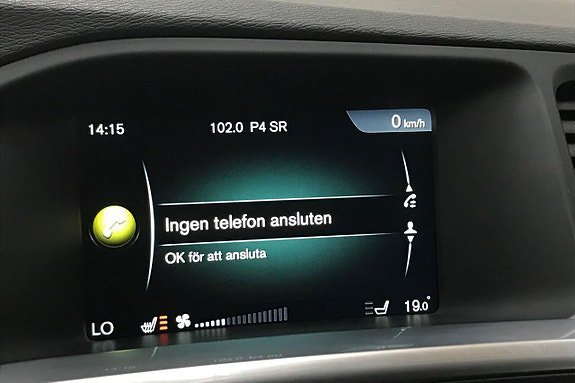 14:15 102.0 P4 SR 0 km/h
Ingen telefon ansluten
OK för att ansluta
LO 19.0°